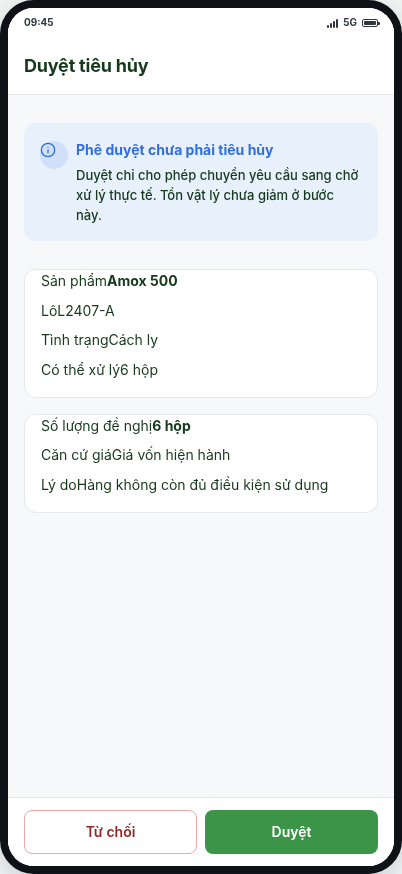 09:45 5G
Duyệt tiêu hủy
Phê duyệt chưa phải tiêu hủy
Duyệt chỉ cho phép chuyển yêu cầu sang chờ
xử lý thực tế. Tồn vật lý chưa giảm ở bước
này.
Sản phẩmAmox 500
LôL2407-A
Tình trạngCách ly
Có thể xử lý6 hộp
Số lượng đề nghị6 hộp
Căn cứ giáGiá vốn hiện hành
Lý doHàng không còn đủ điều kiện sử dụng
Từ chối Duyệt